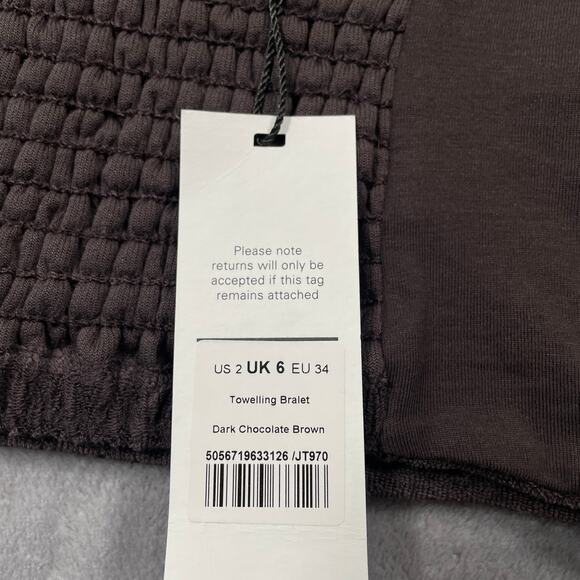 Please note
returns will only be
accepted if this tag
remains attached
US 2 UK 6 EU 34
Towelling Bralet
Dark Chocolate Brown
5056719633126 /JT970